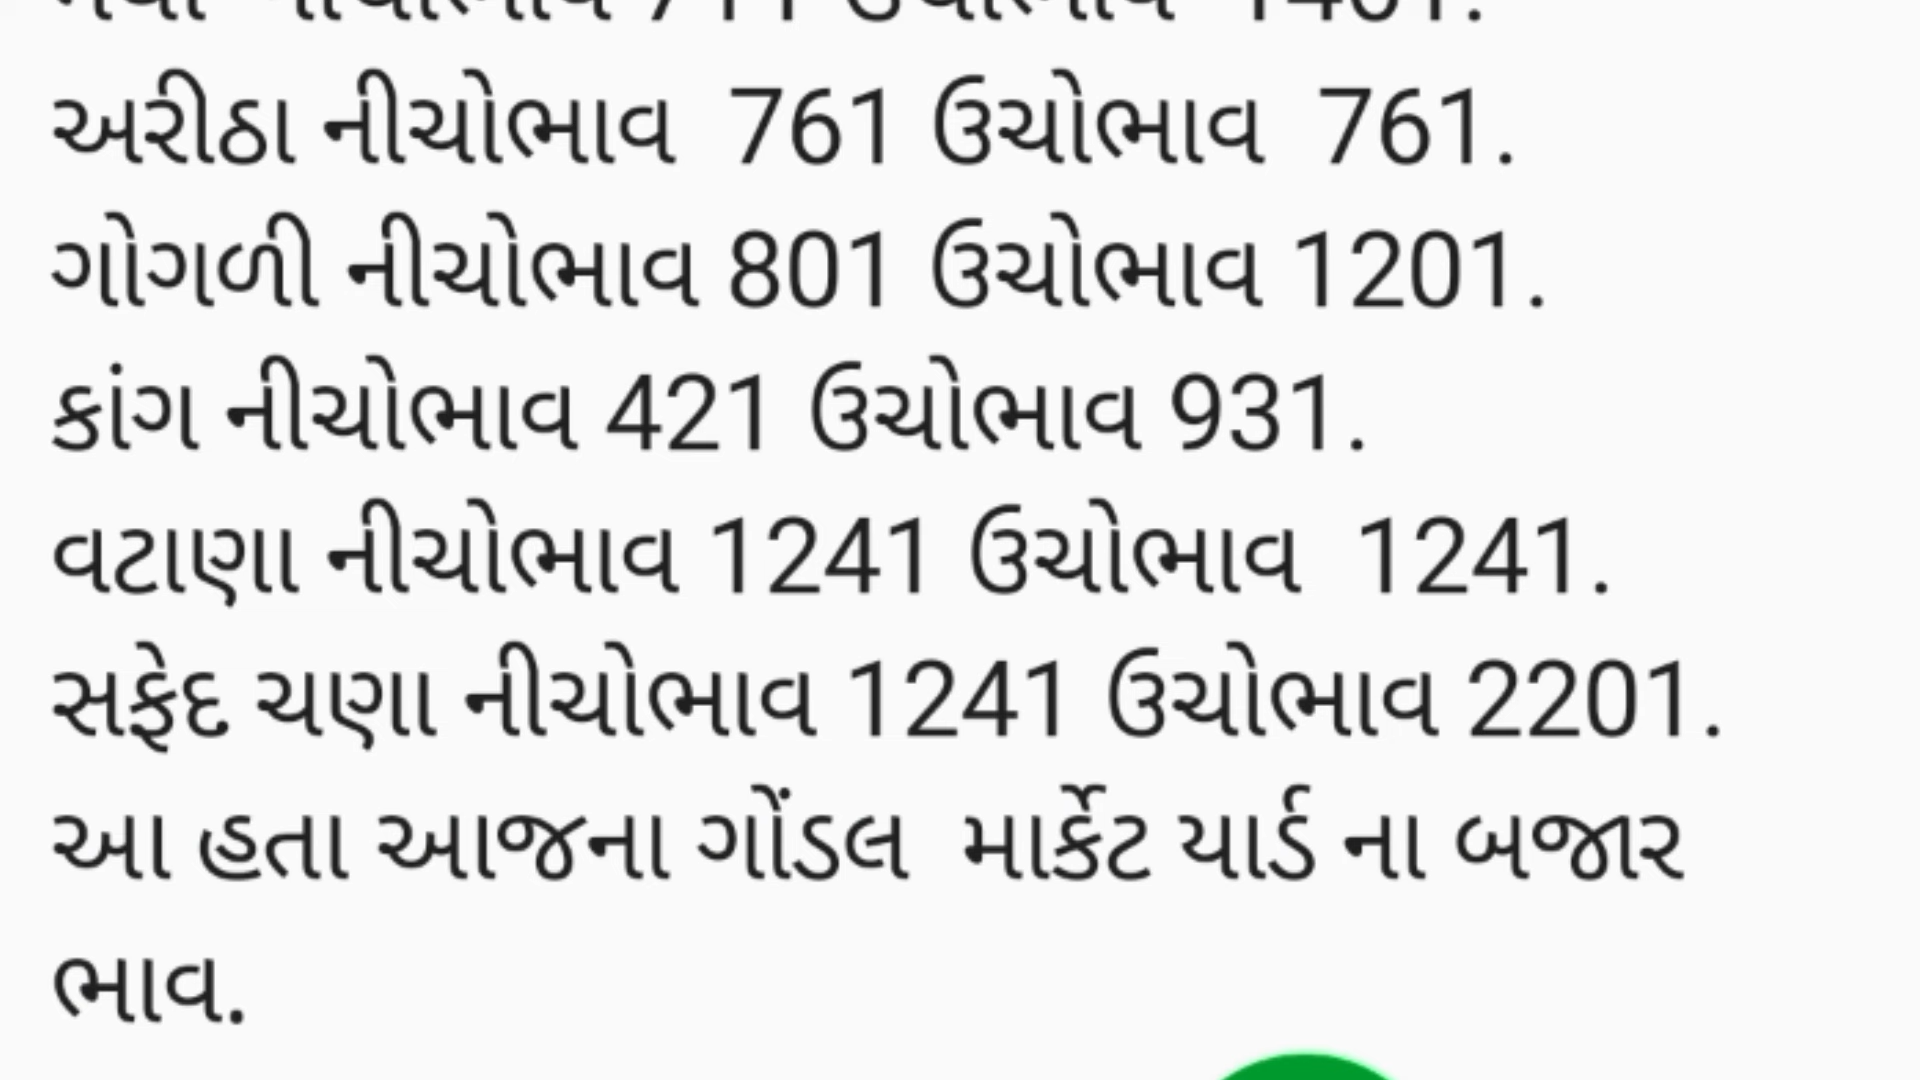 અરીઠા નીચોભાવ 761 ઉચોભાવ 761.
ગોગળી નીચોભાવ 801 ઉચોભાવ 1201.
કાંગ નીચોભાવ 421 ઉચોભાવ 931.
વટાણા નીચોભાવ 1241 ઉચોભાવ 1241.
સફેદ ચણા નીચોભાવ 1241 ઉચોભાવ 2201.
આ હતા આજના ગોંડલ માર્કેટ યાર્ડ ના બજાર
ભાવ.